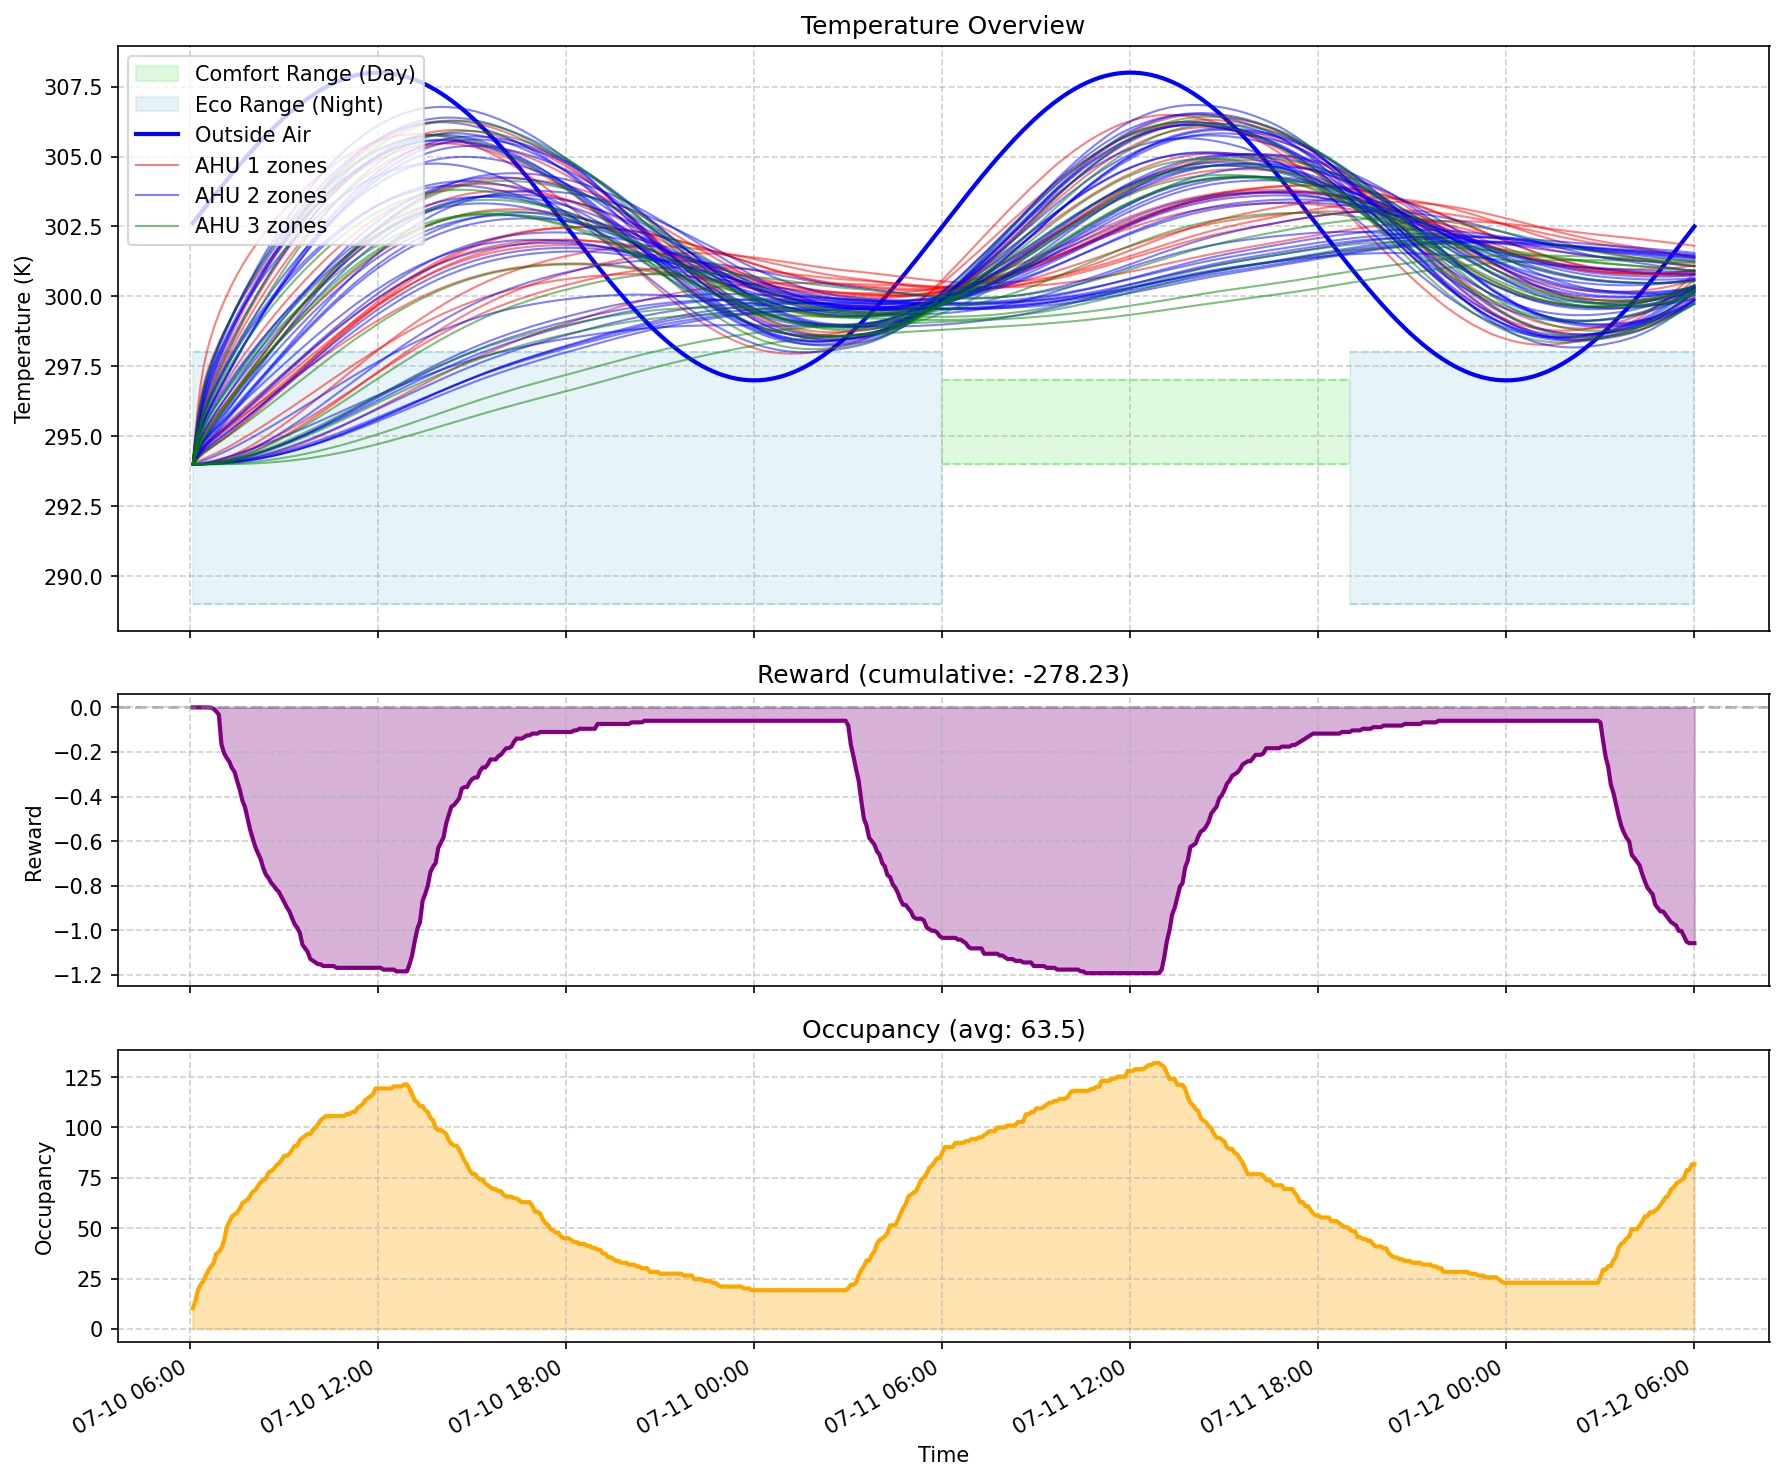 Temperature Overview
Temperature (K)
307.5
305.0
302.5
300.0
297.5
295.0
292.5
290.0
Comfort Range (Day)
Eco Range (Night)
Outside Air
AHU 1 zones
AHU 2 zones
AHU 3 zones
Reward (cumulative: -278.23)
Reward
0.0
−0.2
−0.4
−0.6
−0.8
−1.0
−1.2
Occupancy (avg: 63.5)
Occupancy
125
100
75
50
25
0
07-10 06:00
07-10 12:00
07-10 18:00
07-11 00:00
07-11 06:00
07-11 12:00
07-11 18:00
07-12 00:00
07-12 06:00
Time